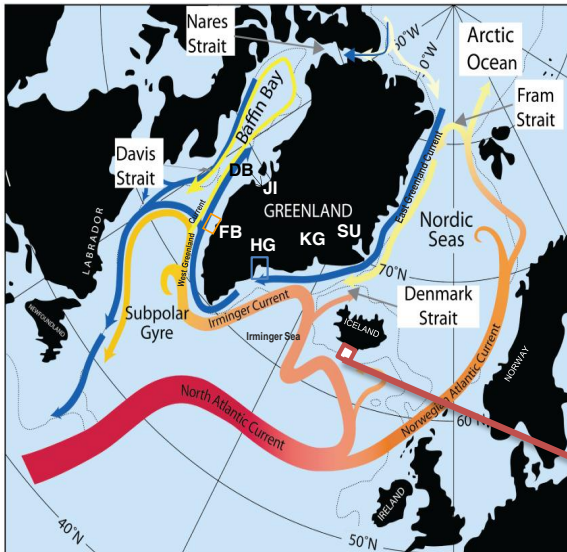 Nares
Strait
60°W
0°W
Arctic
Ocean
Fram
Strait
Baffin Bay
Davis
Strait
DB
JI
GREENLAND
East Greenland Current
Nordic
Seas
LABRADOR
West Greenland Current
FB
HG
KG
SU
70°N
Denmark
Strait
Irminger Current
NEWFOUNDLAND
Subpolar
Gyre
Irminger Sea
ICELAND
NORWAY
North Atlantic Current
Norwegian Atlantic Current
60°N
IRELAND
40°N
50°N